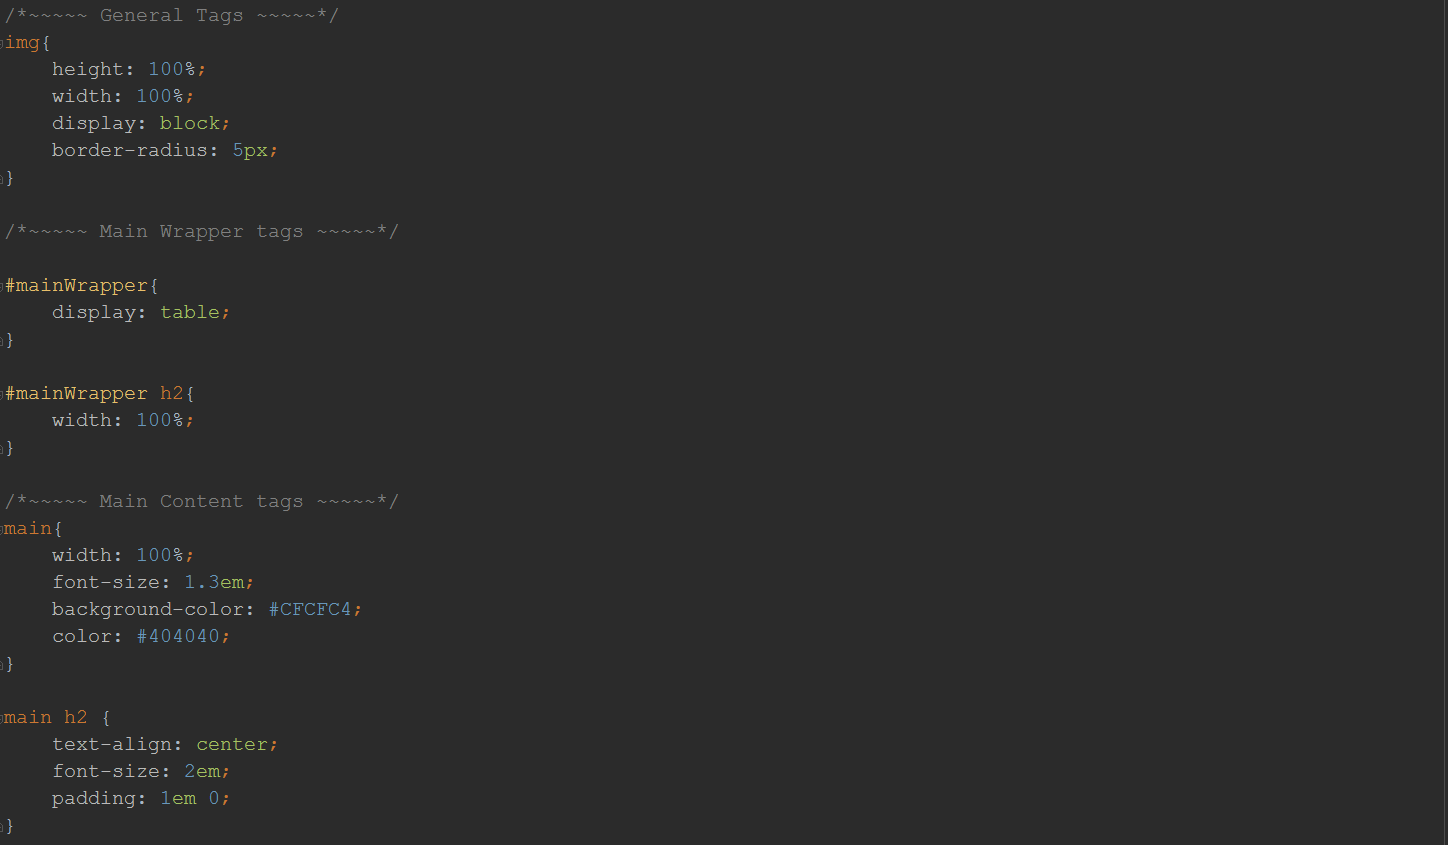 /*~~~~~ General Tags ~~~~~*/
img{
    height: 100%;
    width: 100%;
    display: block;
    border-radius: 5px;
}

/*~~~~~ Main Wrapper tags ~~~~~*/

#mainWrapper{
    display: table;
}

#mainWrapper h2{
    width: 100%;
}

/*~~~~~ Main Content tags ~~~~~*/
main{
    width: 100%;
    font-size: 1.3em;
    background-color: #CFCFC4;
    color: #404040;
}

main h2 {
    text-align: center;
    font-size: 2em;
    padding: 1em 0;
}